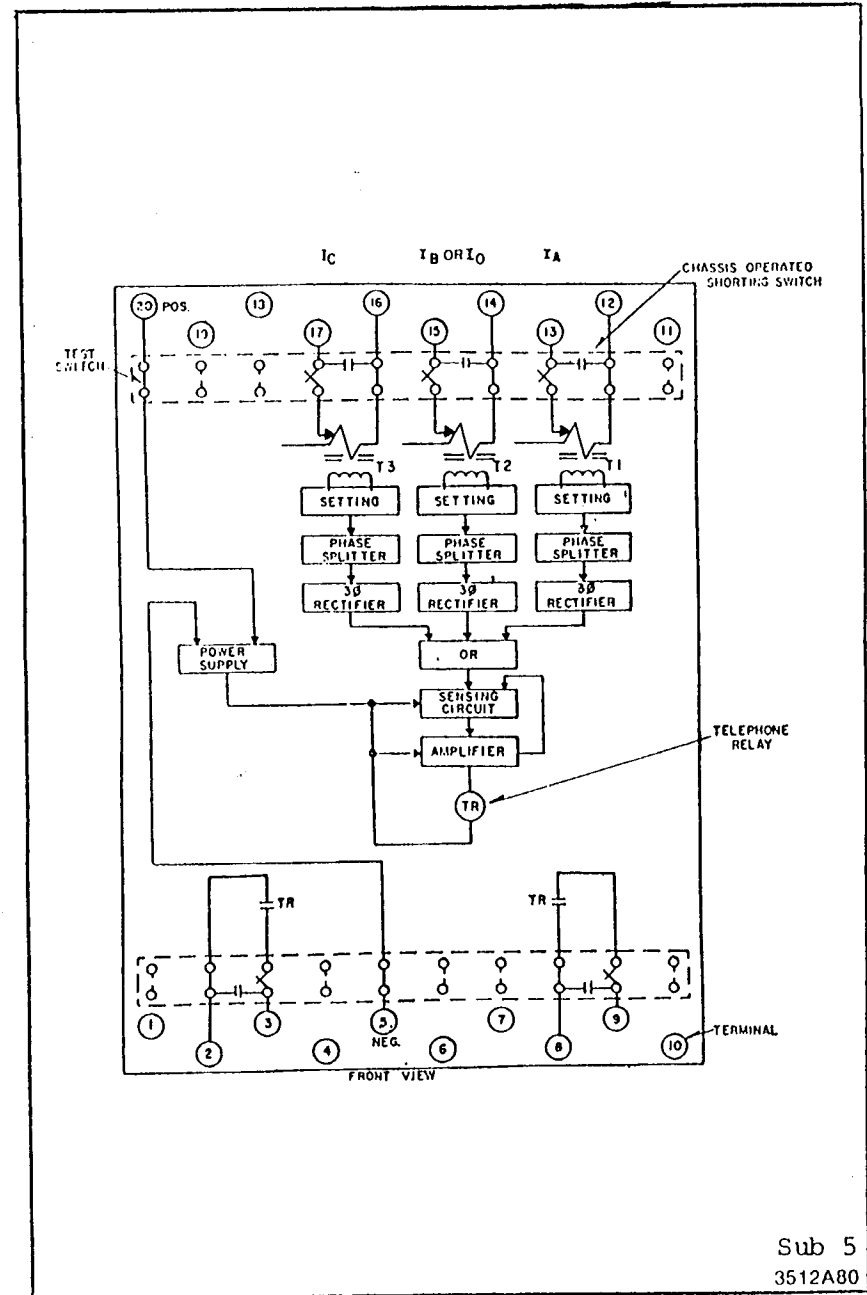 IC IB OR IO IA
CHASSIS OPERATED
SHORTING SWITCH
20 POS. 19 13 17 16 15 14 13 12 11
TEST
SWITCH
T3 T2 T1
SETTING SETTING SETTING
PHASE SPLITTER PHASE SPLITTER PHASE SPLITTER
3Ø RECTIFIER 3Ø RECTIFIER 3Ø RECTIFIER
POWER
SUPPLY
OR
SENSING
CIRCUIT
AMPLIFIER
TELEPHONE
RELAY
TR
TR TR
1 2 3 4 5 6 7 8 9 10
NEG.
TERMINAL
FRONT VIEW
Sub 5
3512A80